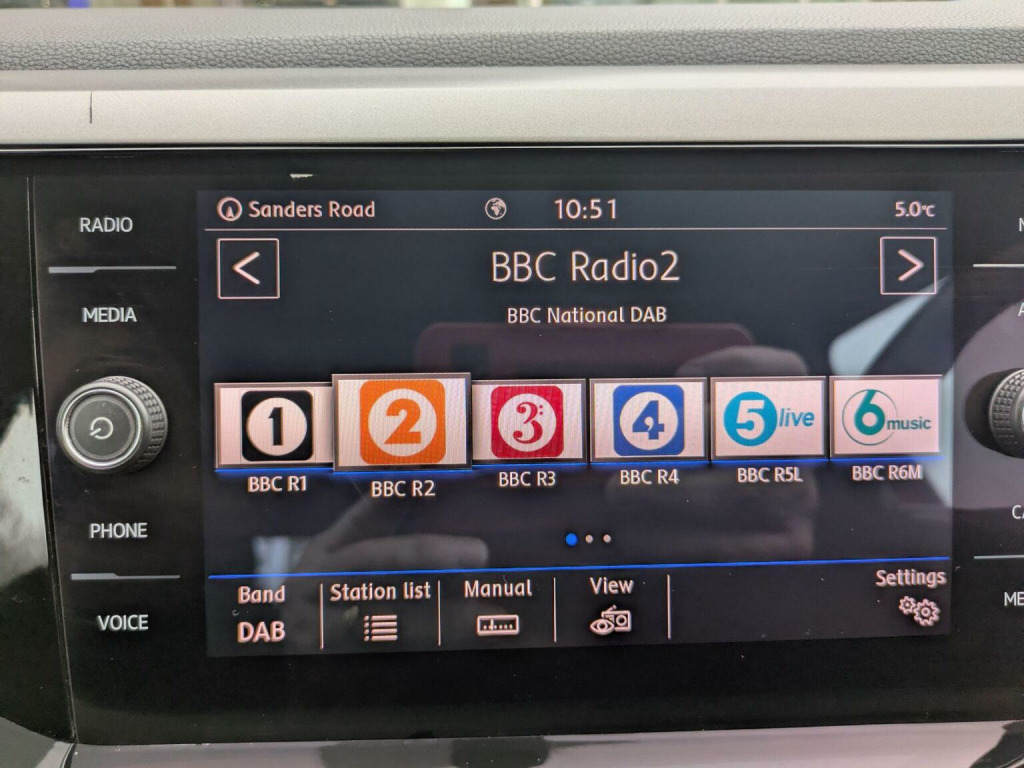 Sanders Road 10:51 5.0°C
RADIO
< BBC Radio2 >
BBC National DAB
MEDIA
1 2 3 4 5 live 6 music
BBC R1 BBC R2 BBC R3 BBC R4 BBC R5L BBC R6M
PHONE
VOICE
Band Station list Manual View Settings
DAB